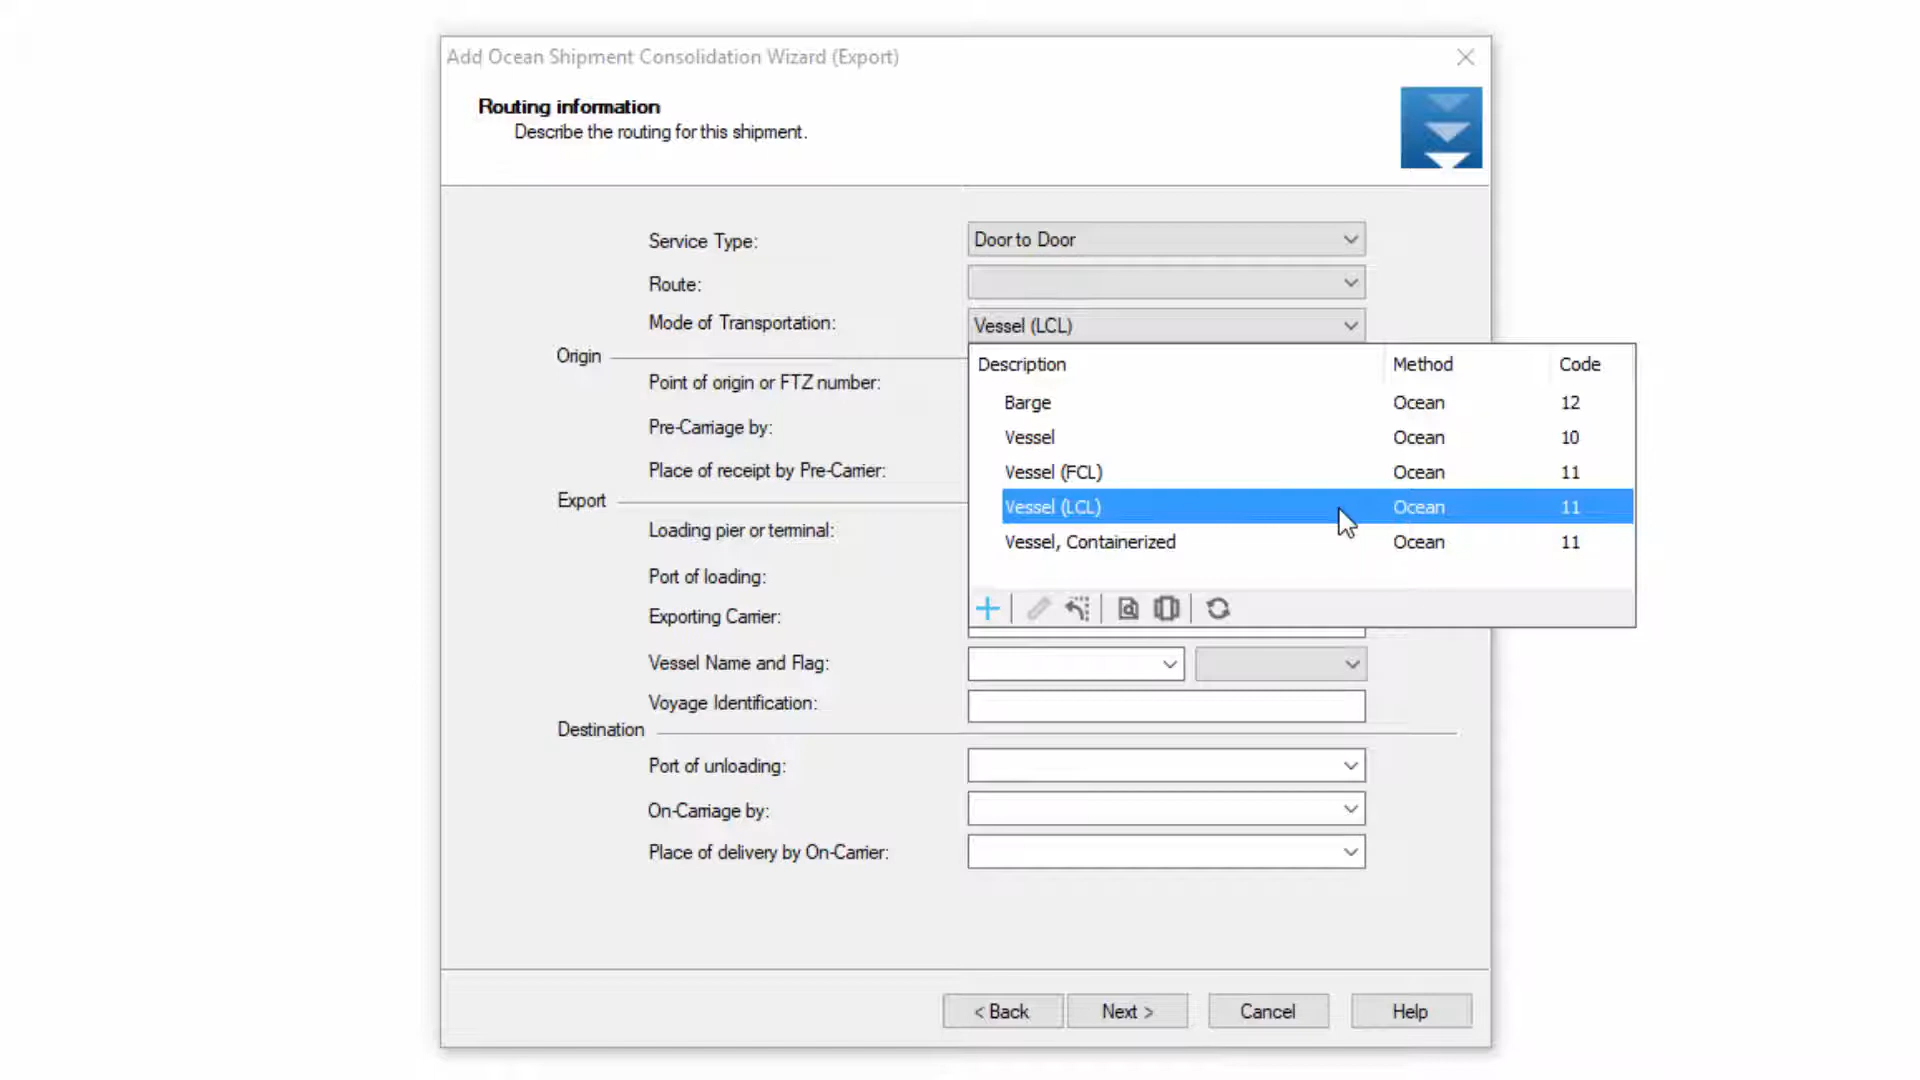 Add Ocean Shipment Consolidation Wizard (Export)
Routing information
Describe the routing for this shipment.
Service Type: Door to Door
Route:
Mode of Transportation: Vessel (LCL)
Origin
Description Method Code
Point of origin or FTZ number:
Barge Ocean 12
Pre-Carriage by:
Vessel Ocean 10
Place of receipt by Pre-Carrier:
Vessel (FCL) Ocean 11
Export
Vessel (LCL) Ocean 11
Loading pier or terminal:
Vessel, Containerized Ocean 11
Port of loading:
Exporting Carrier:
Vessel Name and Flag:
Voyage Identification:
Destination
Port of unloading:
On-Carriage by:
Place of delivery by On-Carrier:
< Back Next > Cancel Help